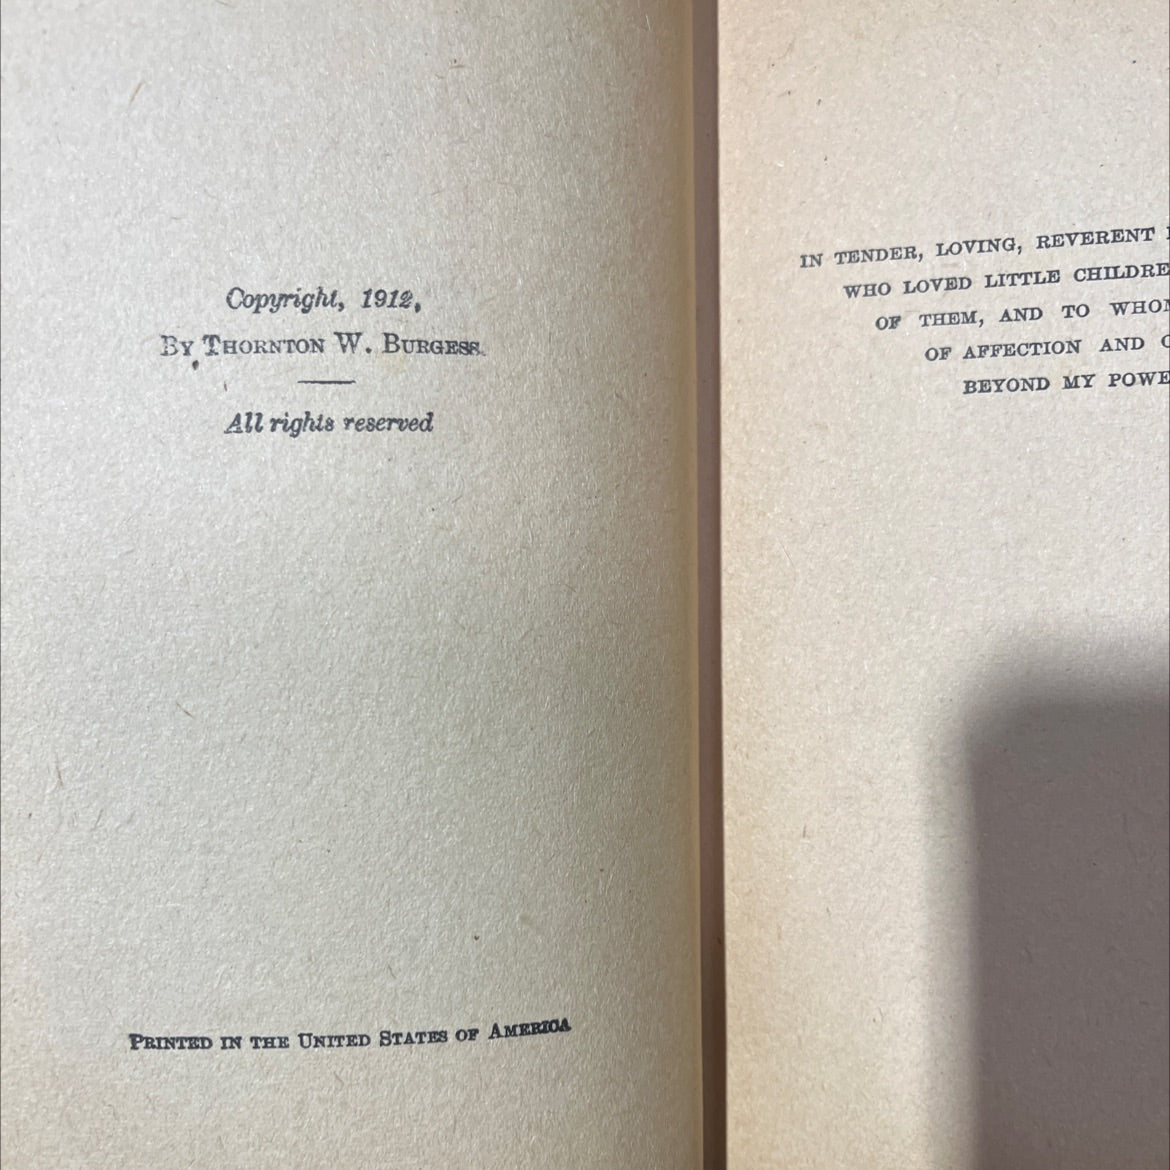 Copyright, 1912,
By Thornton W. Burgess.
All rights reserved
Printed in the United States of America
IN TENDER, LOVING, REVERENT
WHO LOVED LITTLE
OF THEM, AND TO
OF AFFECTION AND
BEYOND MY